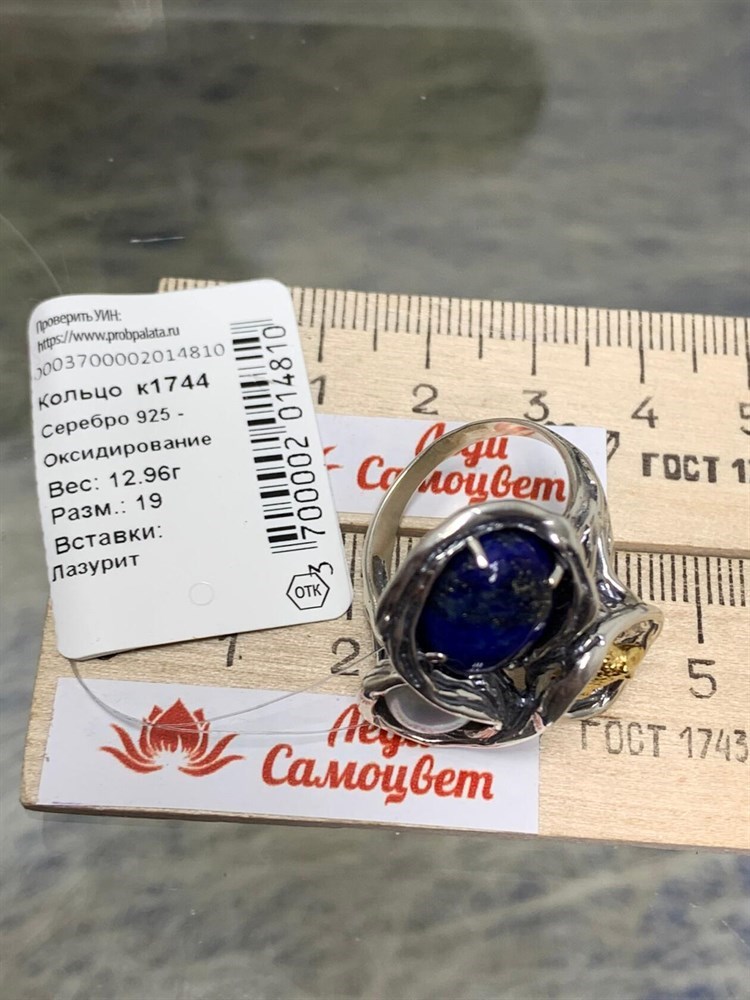 Проверить УИН:
https://www.probpalata.ru
0003700002014810
Кольцо к1744
Серебро 925 -
Оксидирование
Вес: 12.96г
Разм.: 19
Вставки:
Лазурит
3 700002 014810
ОТК
1 2 3 4 5
Леди
Самоцвет
ГОСТ 17
1 2 5
Леди
Самоцвет
ГОСТ 1743